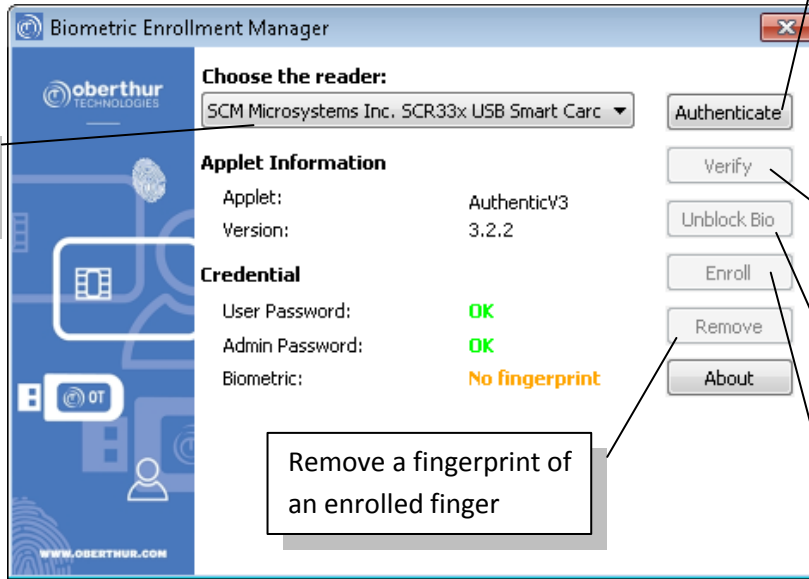 Biometric Enrollment Manager
oberthur
TECHNOLOGIES
Choose the reader:
SCM Microsystems Inc. SCR33x USB Smart Carc
Authenticate
Applet Information
Verify
Applet: AuthenticV3
Unblock Bio
Version: 3.2.2
Credential
Enroll
User Password: OK
Remove
Admin Password: OK
Biometric: No fingerprint
About
OT
Remove a fingerprint of
an enrolled finger
WWW.OBERTHUR.COM